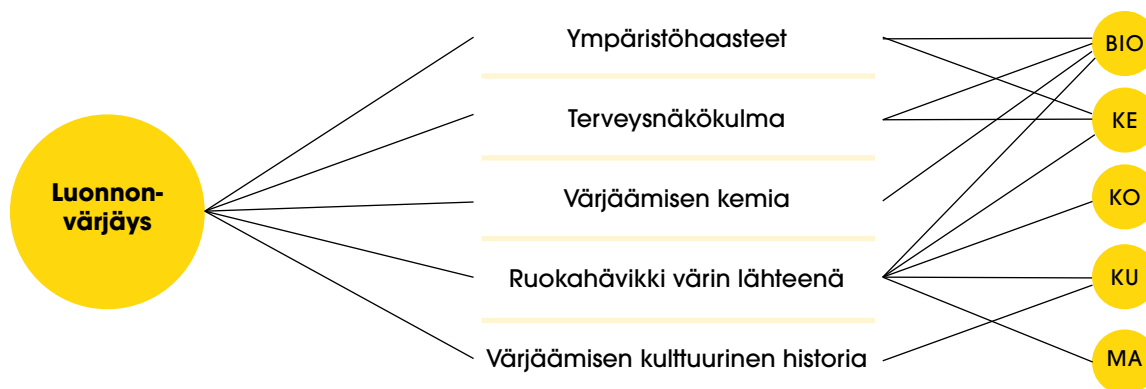 Luonnon-
värjäys
Ympäristöhaasteet
Terveysnäkökulma
Värjäämisen kemia
Ruokahävikki värin lähteenä
Värjäämisen kulttuurinen historia
BIO
KE
KO
KU
MA